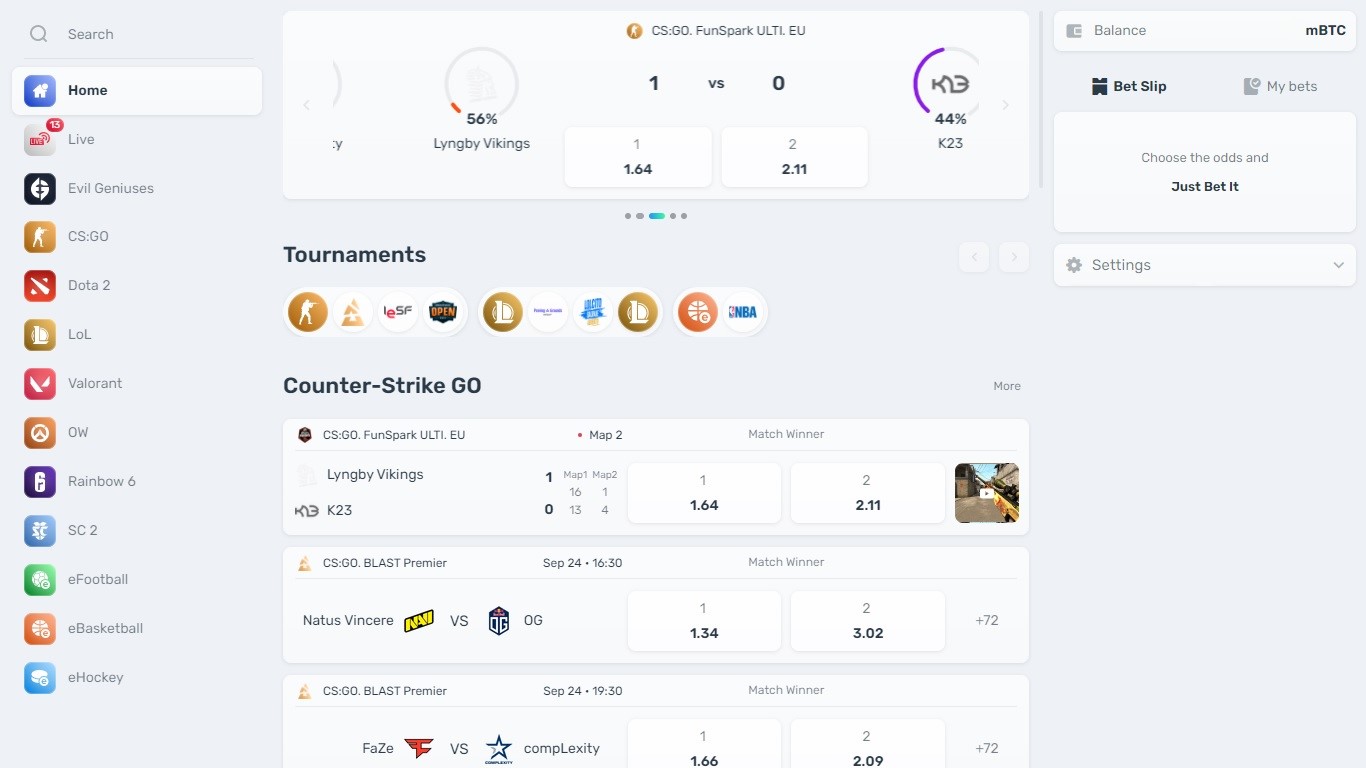 Search
Home
LIVE
13
Live
Evil Geniuses
CS:GO
Dota 2
LoL
Valorant
OW
Rainbow 6
SC 2
eFootball
eBasketball
eHockey
CS:GO. FunSpark ULTI. EU
1 vs 0
:y
56%
Lyngby Vikings
K13
44%
K23
1
1.64
2
2.11
Tournaments
IeSF
OPEN
NBA
Counter-Strike GO
More
CS:GO. FunSpark ULTI. EU
Map 2
Match Winner
Lyngby Vikings
1
Map1 Map2
16 1
K23
0
13 4
1
1.64
2
2.11
CS:GO. BLAST Premier
Sep 24 • 16:30
Match Winner
Natus Vincere
VS
OG
1
1.34
2
3.02
+72
CS:GO. BLAST Premier
Sep 24 • 19:30
Match Winner
FaZe
VS
COMPLEXITY
compLexity
1
1.66
2
2.09
+72
Balance
mBTC
Bet Slip
My bets
Choose the odds and
Just Bet It
Settings